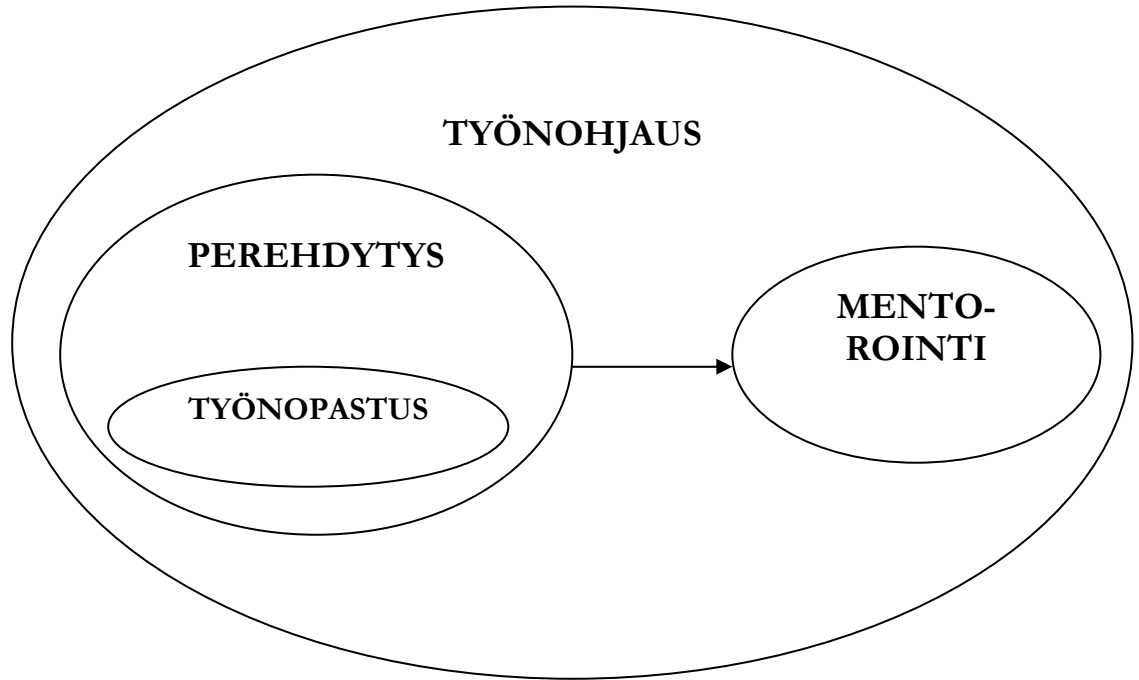 TYÖNOHJAUS
PEREHDYTYS
TYÖNOPASTUS
MENTO-
ROINTI